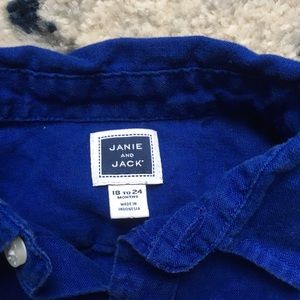 JANIE
AND
JACK
18 TO 24
MONTHS
MADE IN
INDONESIA